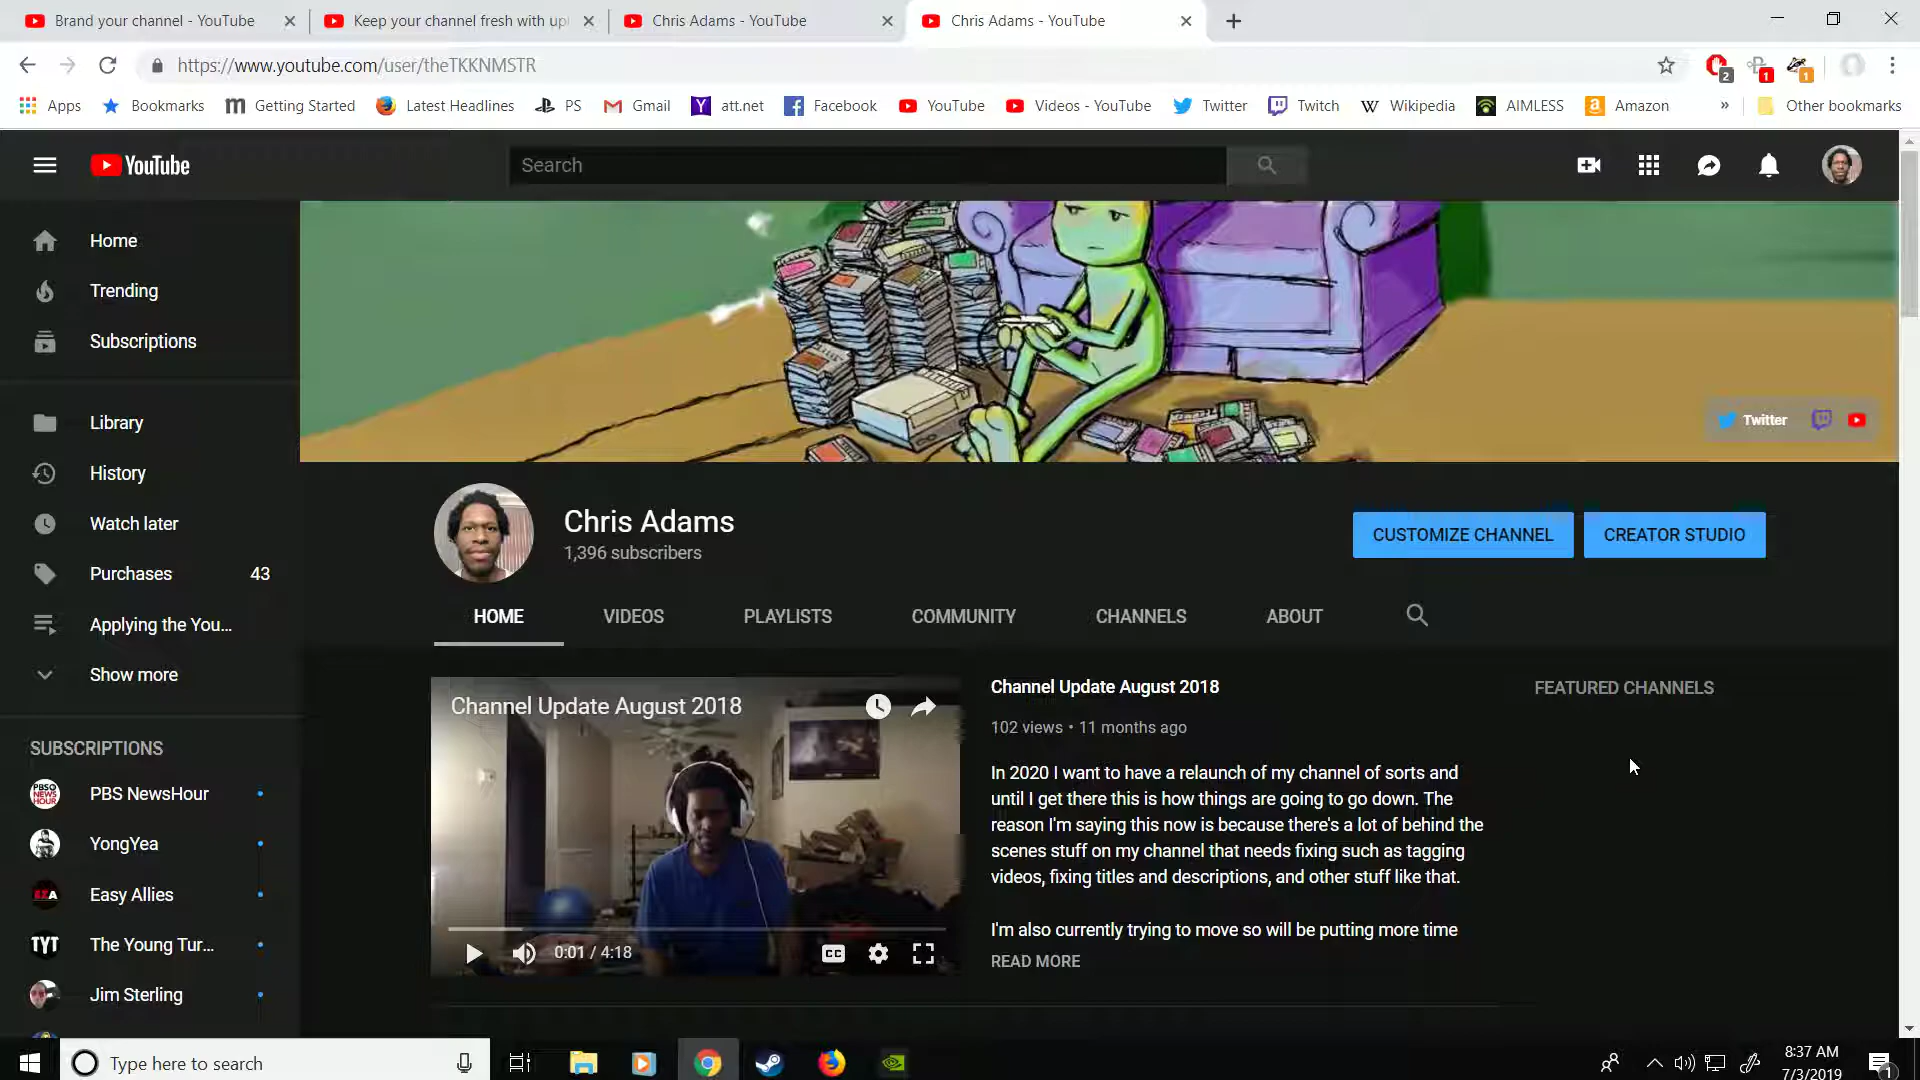 Brand your channel - YouTube
Keep your channel fresh with up
Chris Adams - YouTube
Chris Adams - YouTube
https://www.youtube.com/user/theTKKNMSTR
2
1
1
Apps
Bookmarks
Getting Started
Latest Headlines
PS
Gmail
att.net
Facebook
YouTube
Videos - YouTube
Twitter
Twitch
Wikipedia
AIMLESS
Amazon
»
Other bookmarks
YouTube
Search
Home
Trending
Subscriptions
Library
History
Watch later
Purchases 43
Applying the You...
Show more
SUBSCRIPTIONS
PBS NewsHour
YongYea
Easy Allies
TYT
The Young Tur...
Jim Sterling
Twitter
Chris Adams
1,396 subscribers
CUSTOMIZE CHANNEL
CREATOR STUDIO
HOME
VIDEOS
PLAYLISTS
COMMUNITY
CHANNELS
ABOUT
Channel Update August 2018
0:01 / 4:18
CC
Channel Update August 2018
102 views • 11 months ago
In 2020 I want to have a relaunch of my channel of sorts and
until I get there this is how things are going to go down. The
reason I'm saying this now is because there's a lot of behind the
scenes stuff on my channel that needs fixing such as tagging
videos, fixing titles and descriptions, and other stuff like that.
I'm also currently trying to move so will be putting more time
READ MORE
FEATURED CHANNELS
Type here to search
8:37 AM
7/3/2019
1